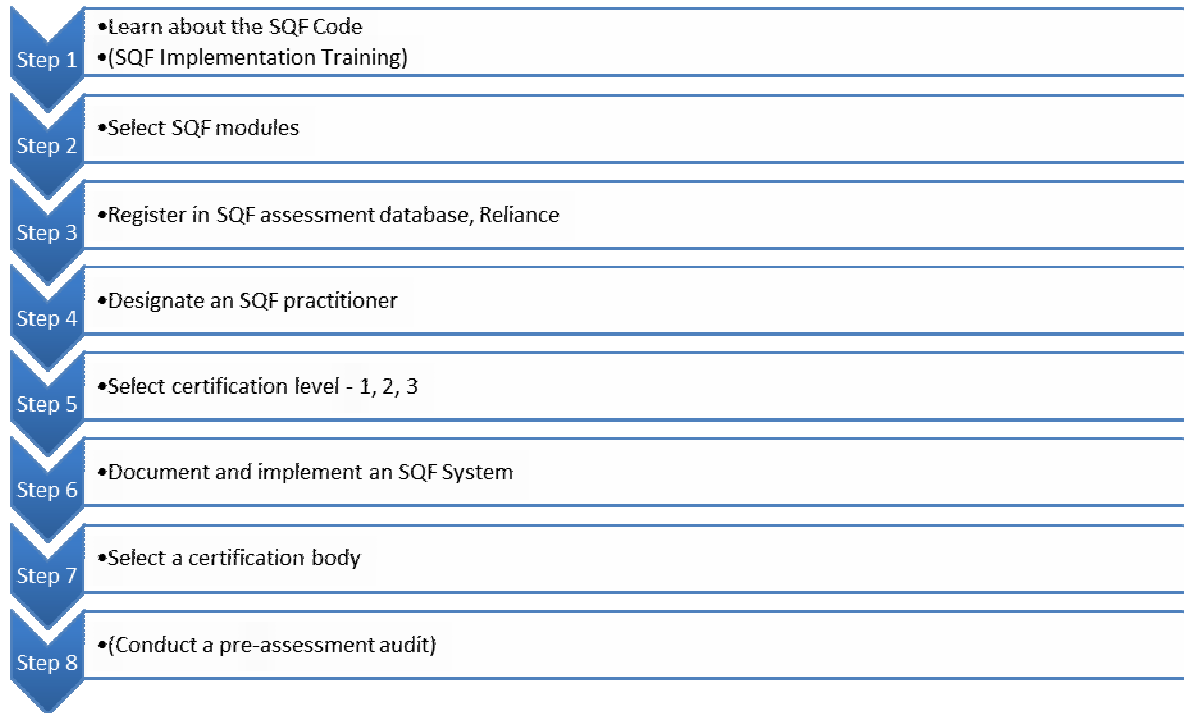 Step 1
•Learn about the SQF Code
•(SQF Implementation Training)
Step 2
•Select SQF modules
Step 3
•Register in SQF assessment database, Reliance
Step 4
•Designate an SQF practitioner
Step 5
•Select certification level - 1, 2, 3
Step 6
•Document and implement an SQF System
Step 7
•Select a certification body
Step 8
•(Conduct a pre-assessment audit)